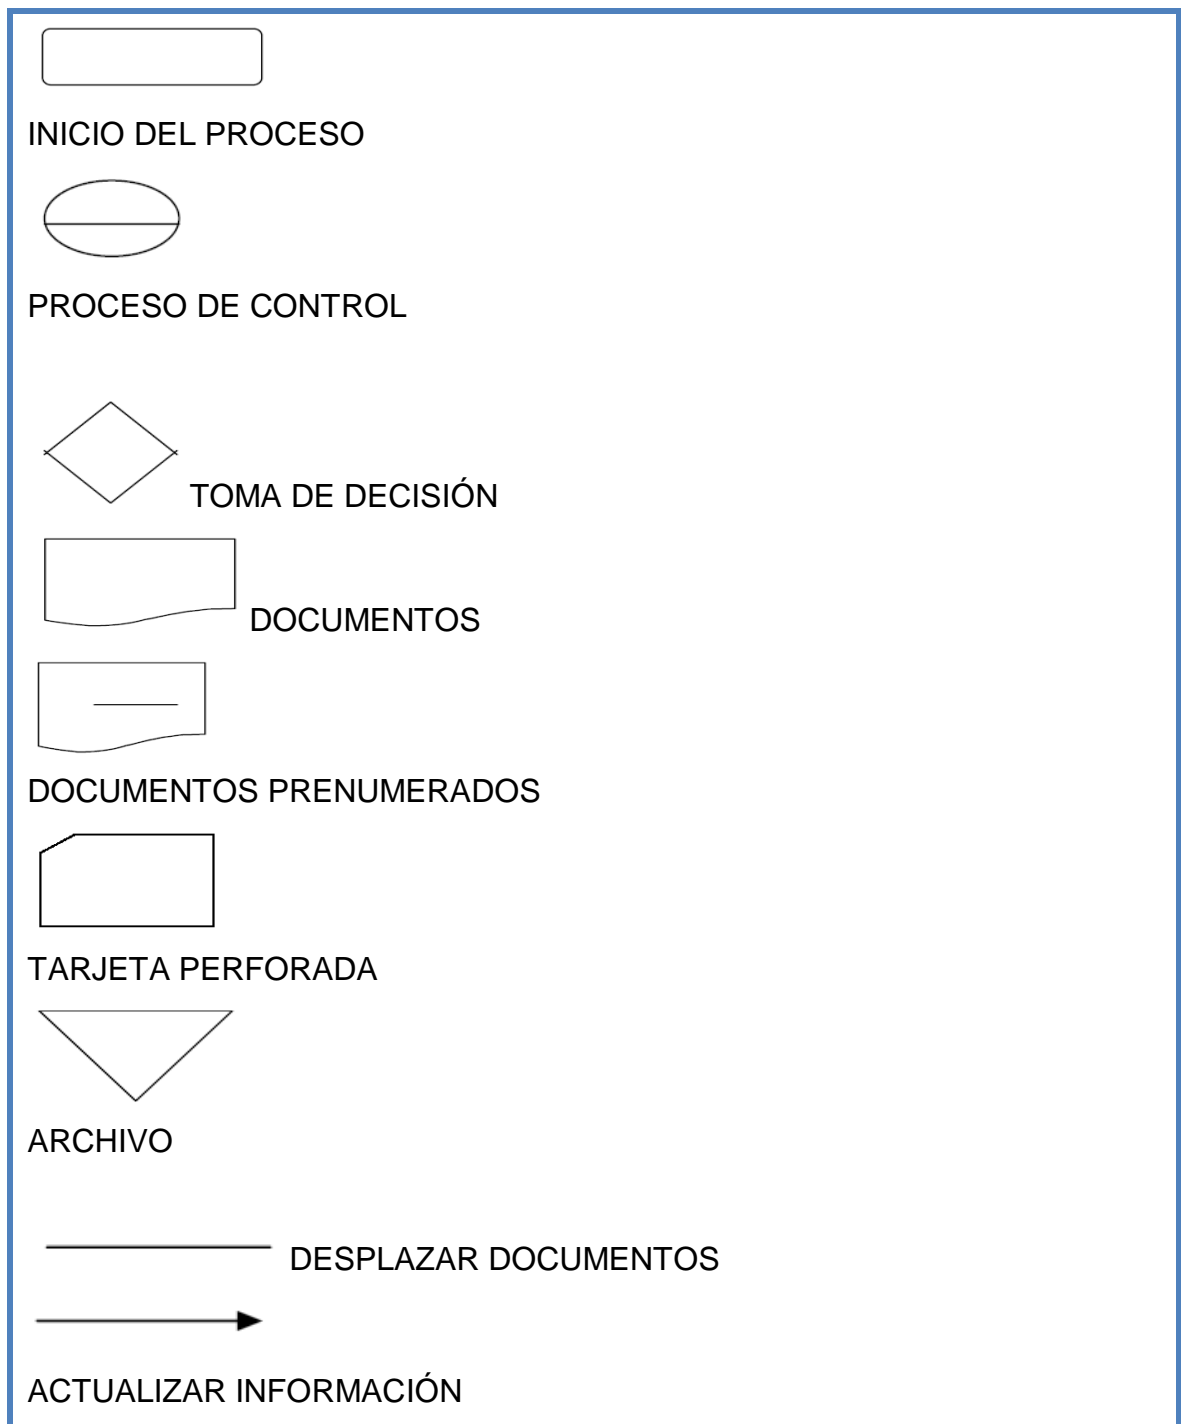 INICIO DEL PROCESO
PROCESO DE CONTROL
TOMA DE DECISIÓN
DOCUMENTOS
DOCUMENTOS PRENUMERADOS
TARJETA PERFORADA
ARCHIVO
DESPLAZAR DOCUMENTOS
ACTUALIZAR INFORMACIÓN